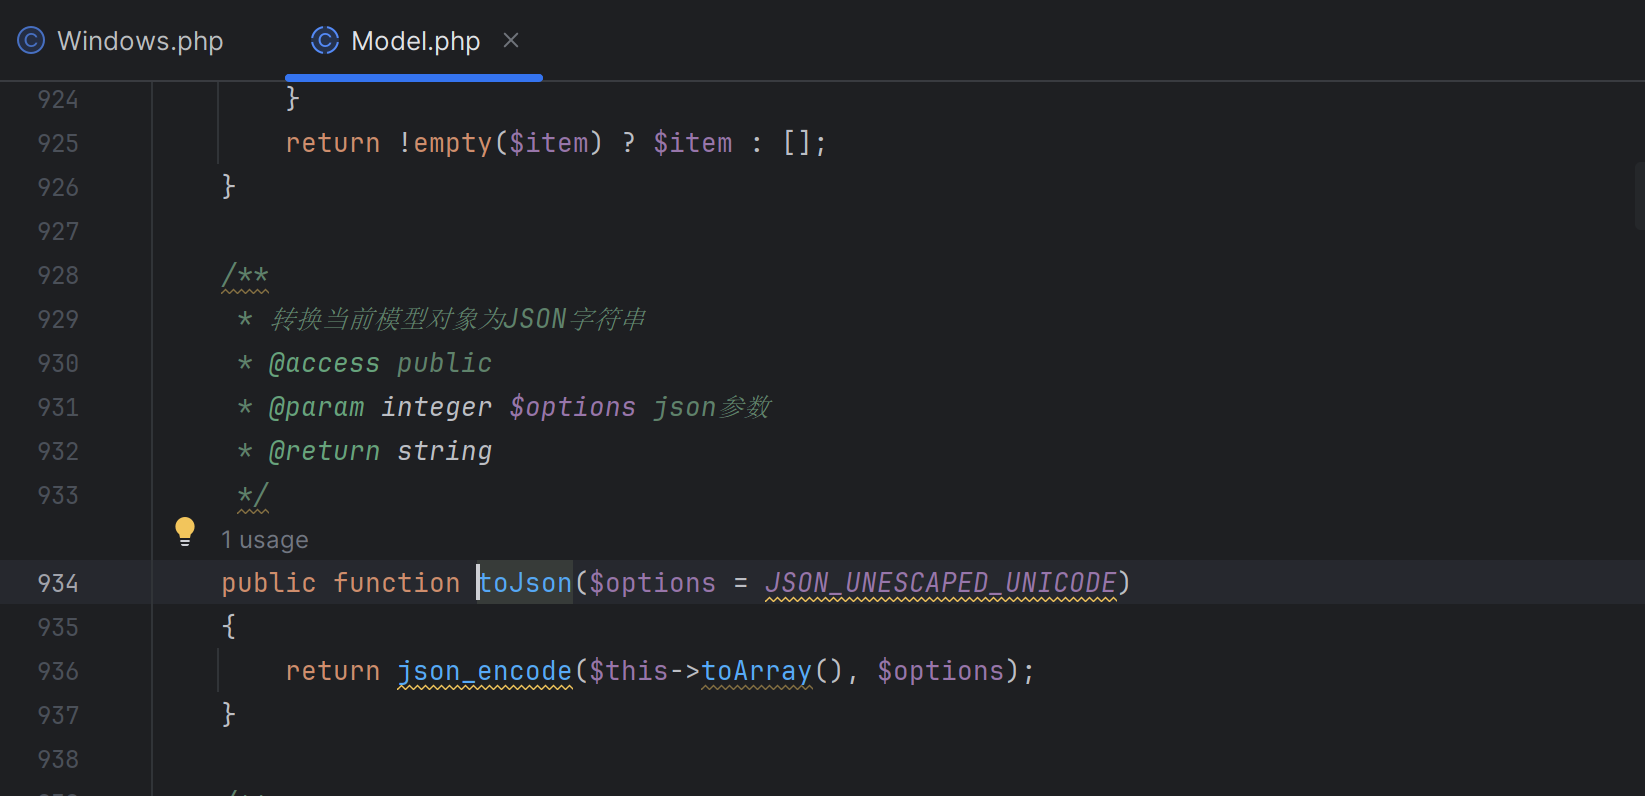 Windows.php
Model.php
924 }
925 return !empty($item) ? $item : [];
926 }
927
928 /**
929 * 转换当前模型对象为JSON字符串
930 * @access public
931 * @param integer $options json参数
932 * @return string
933 */
1 usage
934 public function toJson($options = JSON_UNESCAPED_UNICODE)
935 {
936 return json_encode($this->toArray(), $options);
937 }
938